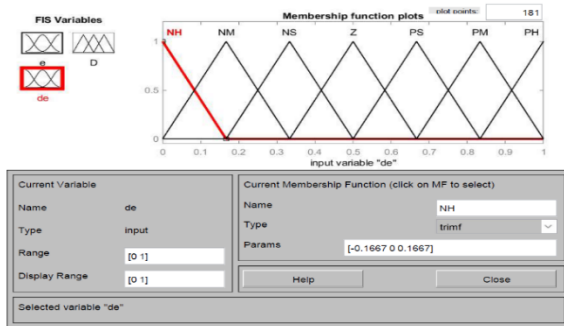 FIS Variables
Membership function plots
plot points:
181
e
D
de
NH
NM
NS
Z
PS
PM
PH
1
0.5
0
0
0.1
0.2
0.3
0.4
0.5
0.6
0.7
0.8
0.9
1
input variable "de"
Current Variable
Name de
Type input
Range [0 1]
Display Range [0 1]
Current Membership Function (click on MF to select)
Name NH
Type trimf
Params [-0.1667 0 0.1667]
Help
Close
Selected variable "de"